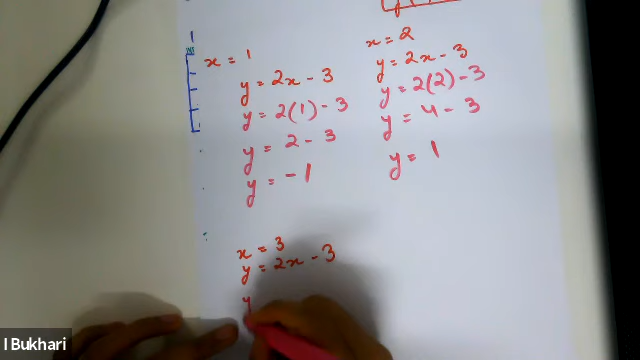 x = 1
y = 2x - 3
y = 2(1) - 3
y = 2 - 3
y = -1
x = 2
y = 2x - 3
y = 2(2) - 3
y = 4 - 3
y = 1
x = 3
y = 2x - 3
y
I Bukhari